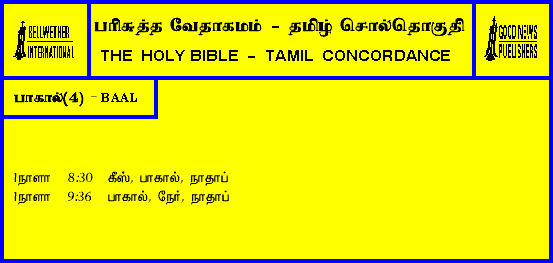 BELLWETHER
INTERNATIONAL
பரிசுத்த வேதாகமம் - தமிழ் சொல்தொகுதி
THE HOLY BIBLE - TAMIL CONCORDANCE
GOOD NEWS
PUBLISHERS
பாகால்(4) - BAAL
1நாளா 8:30 கீஸ், பாகால், நாதாப்
1நாளா 9:36 பாகால், நேர், நாதாப்